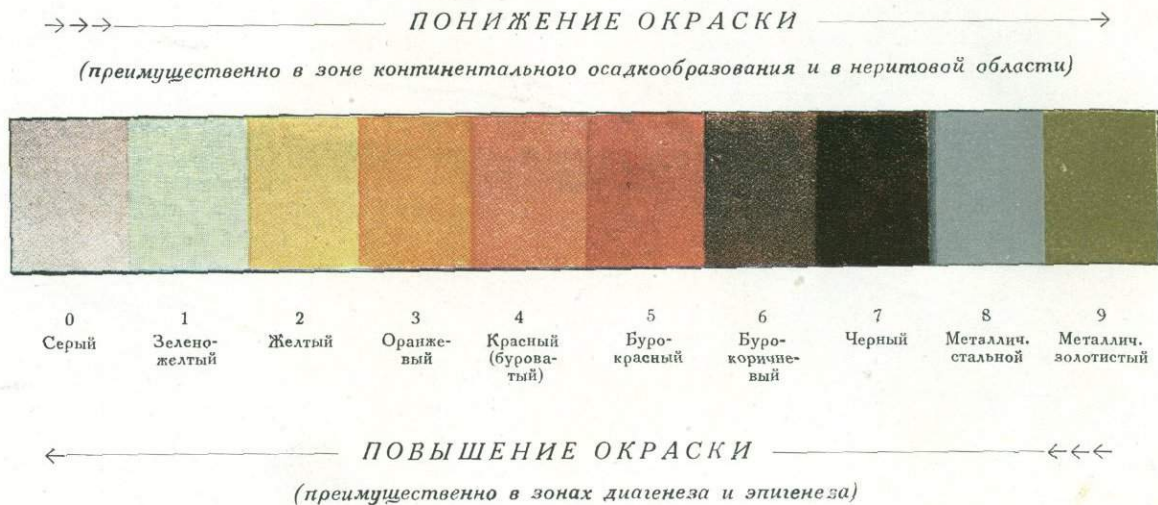 ПОНИЖЕНИЕ ОКРАСКИ
(преимущественно в зоне континентального осадкообразования и в неритовой области)
0 1 2 3 4 5 6 7 8 9
Серый Зелено- Желтый Оранже- Красный Буро- Буро- Черный Металлич. Металлич.
желтый вый (бурова- красный коричне- стальной золотистый
тый) вый
ПОВЫШЕНИЕ ОКРАСКИ
(преимущественно в зонах диагенеза и эпигенеза)